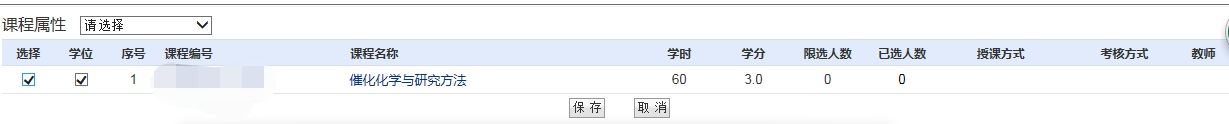 课程属性 请选择
选择 学位 序号 课程编号 课程名称 学时 学分 限选人数 已选人数 授课方式 考核方式 教师
1 催化化学与研究方法 60 3.0 0 0
保 存 取 消